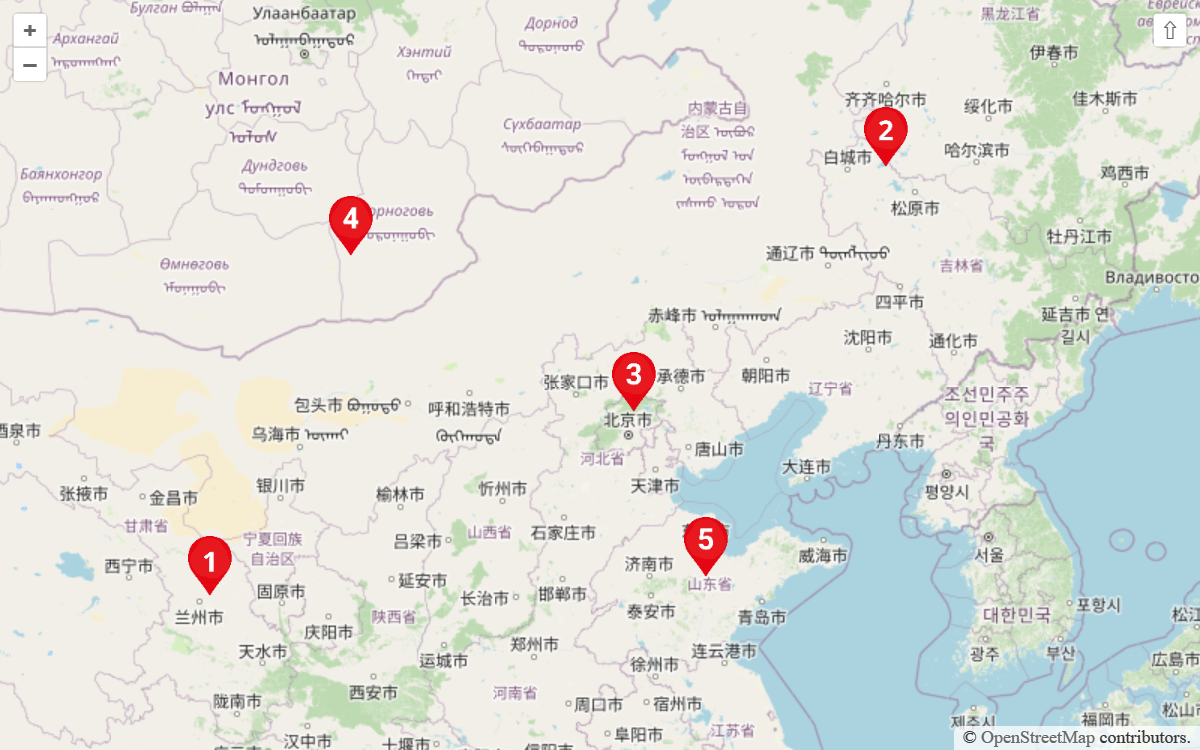 Булган
Улаанбаатар
Архангай
Хэнтий
Дорнод
Монгол
улс
Дундговь
Баянхонгор
Сүхбаатар
Өмнөговь
4
内蒙古自
治区
黑龙江省
伊春市
齐齐哈尔市
绥化市
佳木斯市
2
白城市
哈尔滨市
鸡西市
松原市
牡丹江市
通辽市
吉林省
Владивосто
四平市
延吉市 연
길시
赤峰市
沈阳市
通化市
张家口市
3
承德市
朝阳市
辽宁省
조선민주주
의인민공화
국
包头市
呼和浩特市
北京市
乌海市
酒泉市
河北省
唐山市
丹东市
大连市
평양시
张掖市
金昌市
银川市
榆林市
忻州市
天津市
甘肃省
宁夏回族
自治区
山西省
石家庄市
吕梁市
5
威海市
서울
西宁市
1
固原市
延安市
济南市
山东省
长治市
邯郸市
兰州市
陕西省
泰安市
青岛市
대한민국
포항시
庆阳市
天水市
运城市
郑州市
连云港市
徐州市
광주
부산
松江
広島市
陇南市
西安市
河南省
周口市
宿州市
松山市
汉中市
十堰市
信阳市
阜阳市
江苏省
제주시
福岡市
© OpenStreetMap contributors.